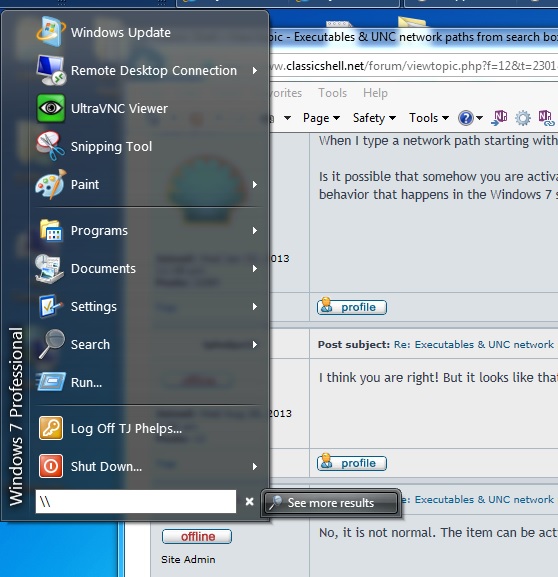 Windows Update
Remote Desktop Connection
UltraVNC Viewer
Snipping Tool
Paint
Programs
Documents
Settings
Search
Run...
Log Off TJ Phelps...
Shut Down...
\\
See more results
Windows 7 Professional
pic - Executables & UNC network paths from search box
w.classicshell.net/forum/viewtopic.php?f=12&t=2301
vorites Tools Help
Page Safety Tools
When I type a network path starting with
Is it possible that somehow you are activa
behavior that happens in the Windows 7 s
2013
profile
Post subject: Re: Executables & UNC network
I think you are right! But it looks like that
2013
profile
Re: Executables & UNC network
offline
No, it is not normal. The item can be act
Site Admin